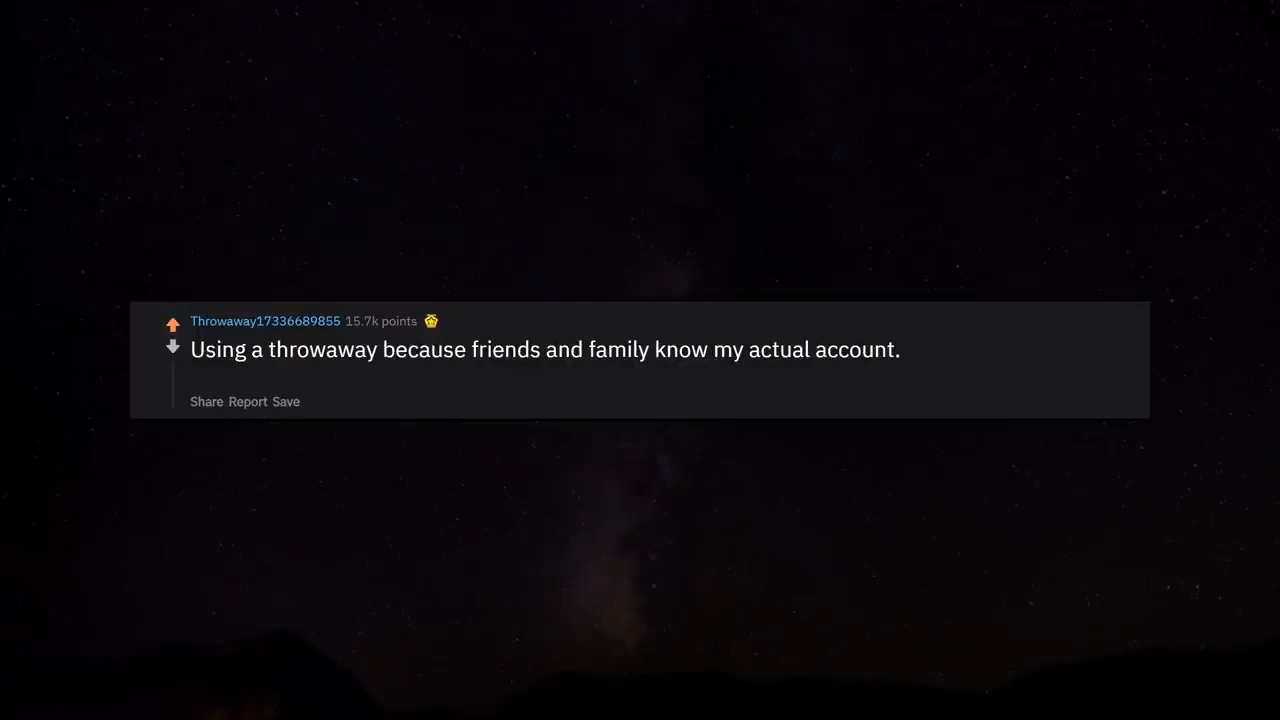 Throwaway17336689855 15.7k points
Using a throwaway because friends and family know my actual account.
Share Report Save